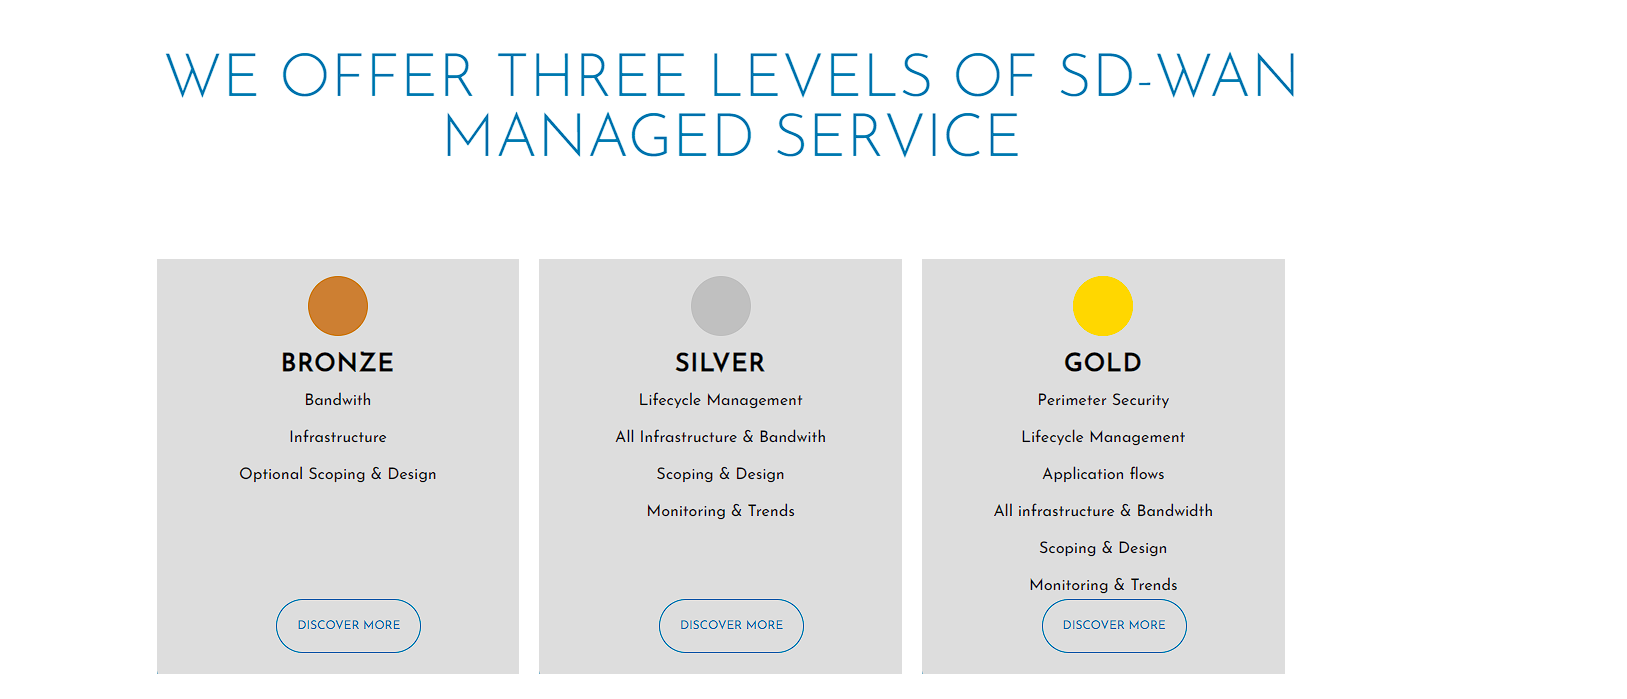 WE OFFER THREE LEVELS OF SD-WAN
MANAGED SERVICE
BRONZE
Bandwith
Infrastructure
Optional Scoping & Design
DISCOVER MORE
SILVER
Lifecycle Management
All Infrastructure & Bandwith
Scoping & Design
Monitoring & Trends
DISCOVER MORE
GOLD
Perimeter Security
Lifecycle Management
Application flows
All infrastructure & Bandwidth
Scoping & Design
Monitoring & Trends
DISCOVER MORE